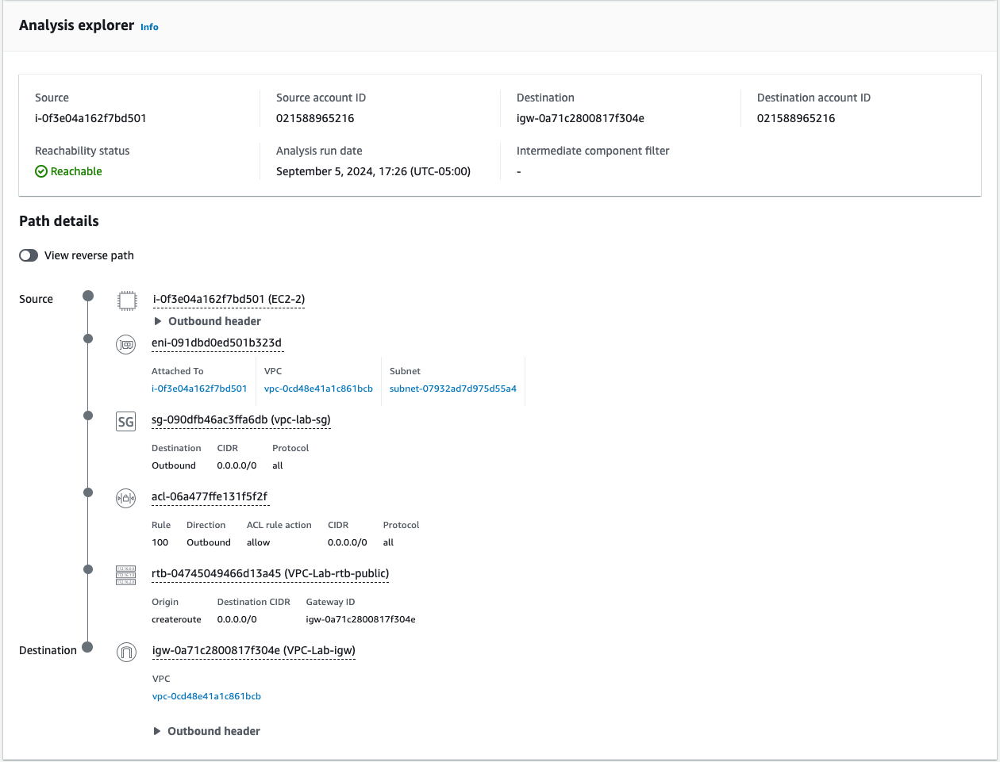 Analysis explorer Info
Source Source account ID Destination Destination account ID
i-0f3e04a162f7bd501 021588965216 igw-0a71c2800817f304e 021588965216
Reachability status Analysis run date Intermediate component filter
Reachable September 5, 2024, 17:26 (UTC-05:00) -
Path details
View reverse path
Source i-0f3e04a162f7bd501 (EC2-2)
Outbound header
eni-091dbd0ed501b323d
Attached To VPC Subnet
i-0f3e04a162f7bd501 vpc-0cd48e41a1c861bcb subnet-07932ad7d975d55a4
SG sg-090dfb46ac3ffa6db (vpc-lab-sg)
Destination CIDR Protocol
Outbound 0.0.0.0/0 all
acl-06a477ffe131f5f2f
Rule Direction ACL rule action CIDR Protocol
100 Outbound allow 0.0.0.0/0 all
rtb-04745049466d13a45 (VPC-Lab-rtb-public)
Origin Destination CIDR Gateway ID
createroute 0.0.0.0/0 igw-0a71c2800817f304e
Destination igw-0a71c2800817f304e (VPC-Lab-igw)
VPC
vpc-0cd48e41a1c861bcb
Outbound header